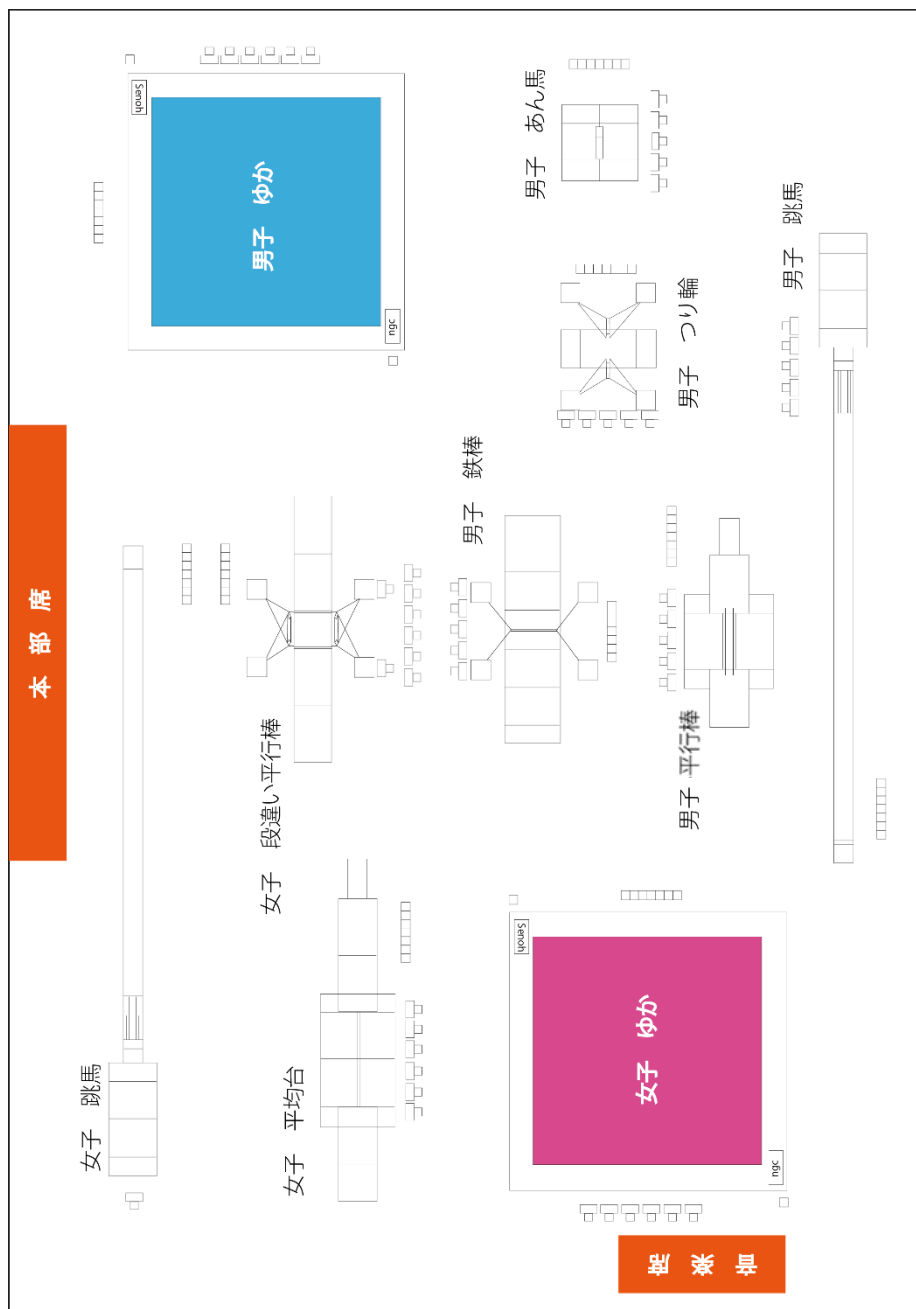 本部席
女子　跳馬
Senoh
男子　ゆか
ngc
女子　段違い平行棒
女子　平均台
男子　鉄棒
男子　あん馬
Senoh
女子　ゆか
ngc
男子　平行棒
男子　つり輪
音楽席
男子　跳馬